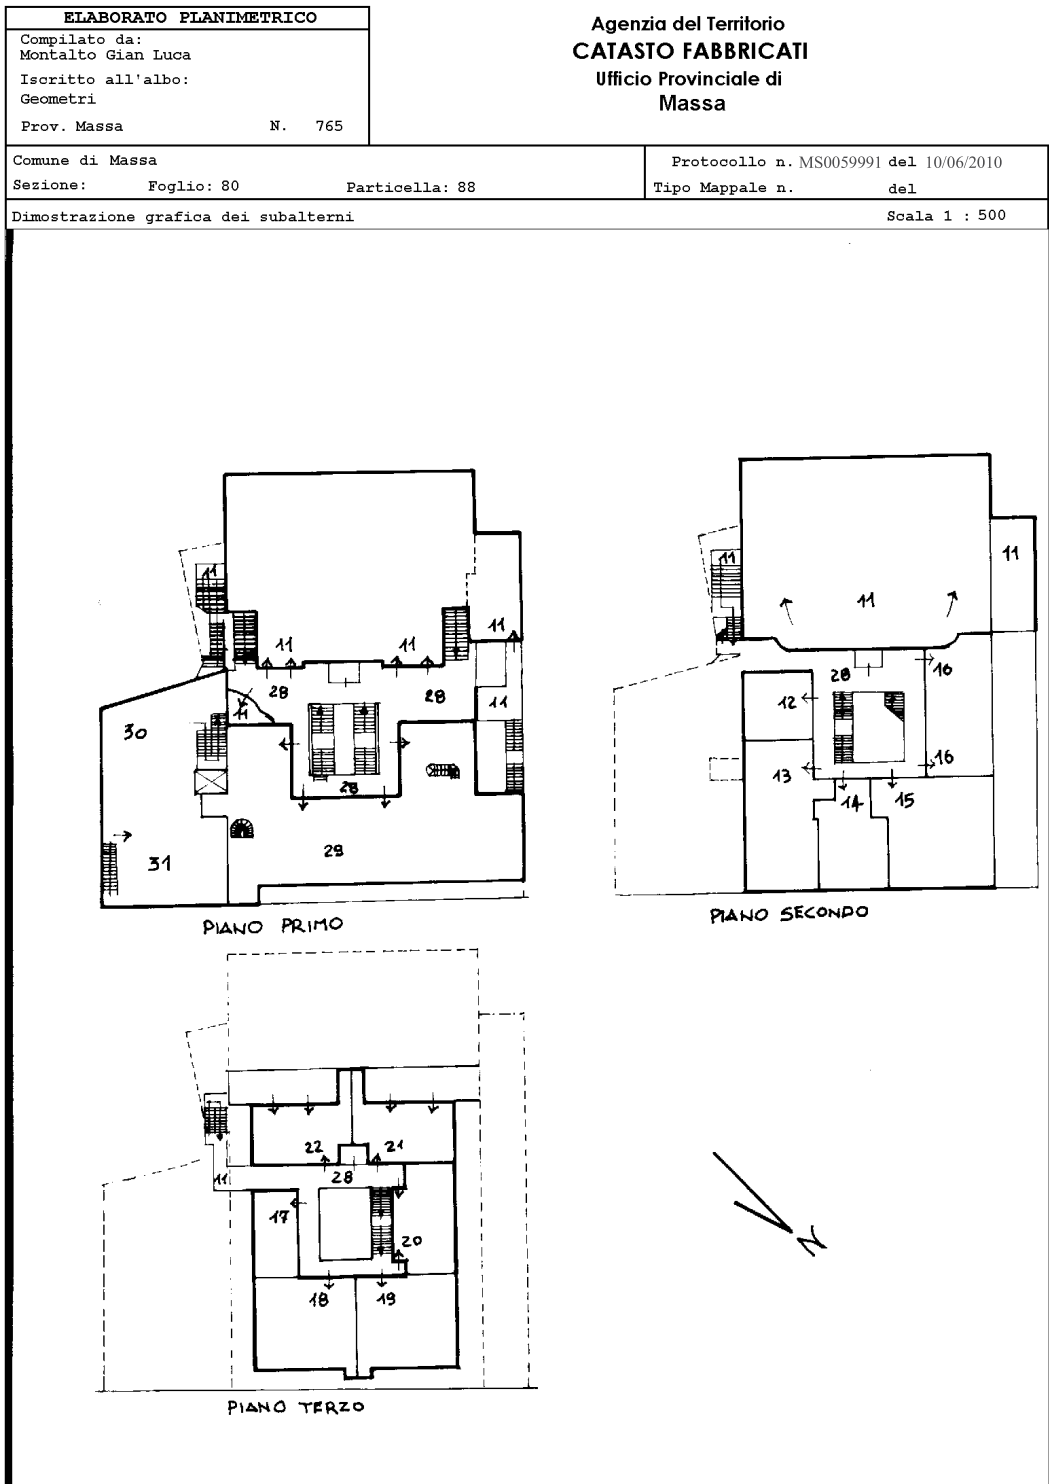 ELABORATO PLANIMETRICO
Compilato da:
Montalto Gian Luca
Iscritto all'albo:
Geometri
Prov. Massa N. 765
Agenzia del Territorio
CATASTO FABBRICATI
Ufficio Provinciale di
Massa
Comune di Massa
Sezione: Foglio: 80 Particella: 88
Protocollo n. MS0059991 del 10/06/2010
Tipo Mappale n. del
Dimostrazione grafica dei subalterni Scala 1 : 500
11
11
11
11
28
28
11
11
30
28
29
31
PIANO PRIMO
11
11
11
16
28
12
13
16
14
15
PIANO SECONDO
22
21
28
11
17
20
18
19
PIANO TERZO
N